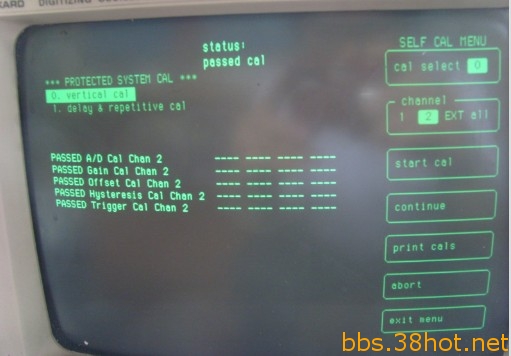 DIGITIZING
status:
passed cal
SELF CAL MENU
*** PROTECTED SYSTEM CAL ***
0. vertical cal
1. delay & repetitive cal
cal select 0
channel
1 2 EXT all
PASSED A/D Cal Chan 2 ---- ---- ---- ----
PASSED Gain Cal Chan 2 ---- ---- ---- ----
PASSED Offset Cal Chan 2 ---- ---- ---- ----
PASSED Hysteresis Cal Chan 2 ---- ---- ---- ----
PASSED Trigger Cal Chan 2 ---- ---- ---- ----
start cal
continue
print cals
abort
exit menu
bbs.38hot.net